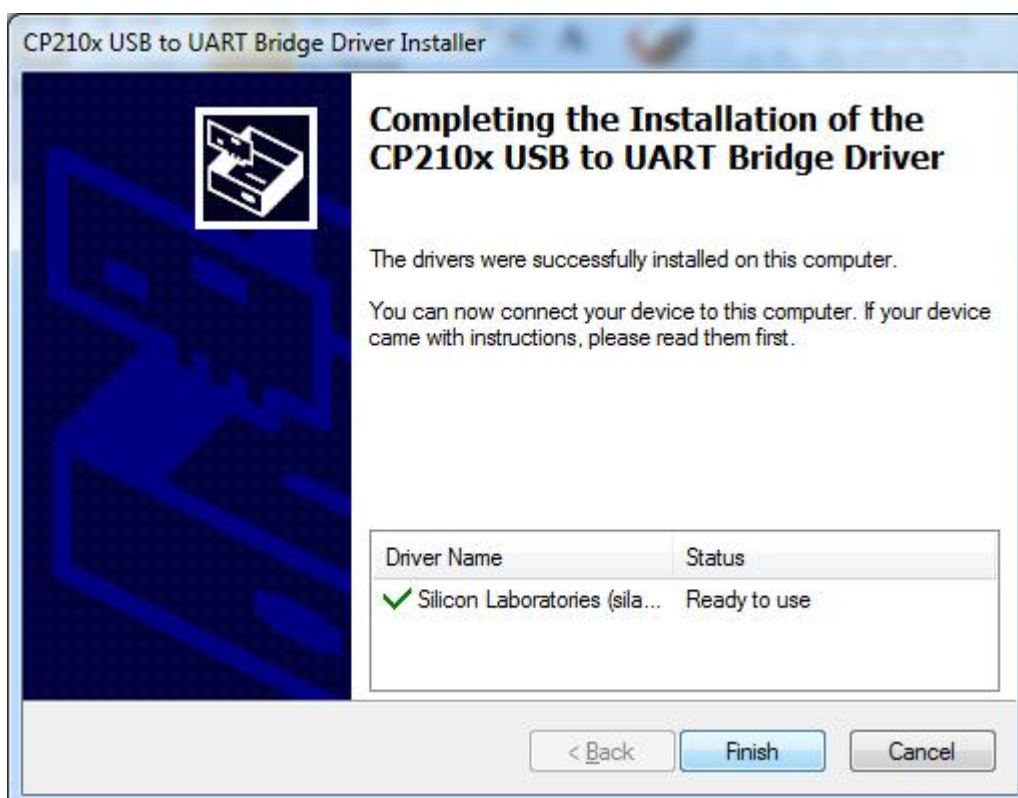 CP210x USB to UART Bridge Driver Installer
Completing the Installation of the
CP210x USB to UART Bridge Driver
The drivers were successfully installed on this computer.
You can now connect your device to this computer. If your device
came with instructions, please read them first.
Driver Name Status
Silicon Laboratories (sila... Ready to use
< Back Finish Cancel